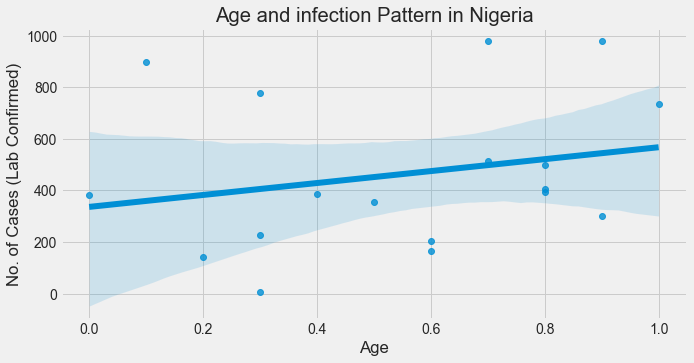 Age and infection Pattern in Nigeria
No. of Cases (Lab Confirmed)
1000
800
600
400
200
0
0.0 0.2 0.4 0.6 0.8 1.0
Age